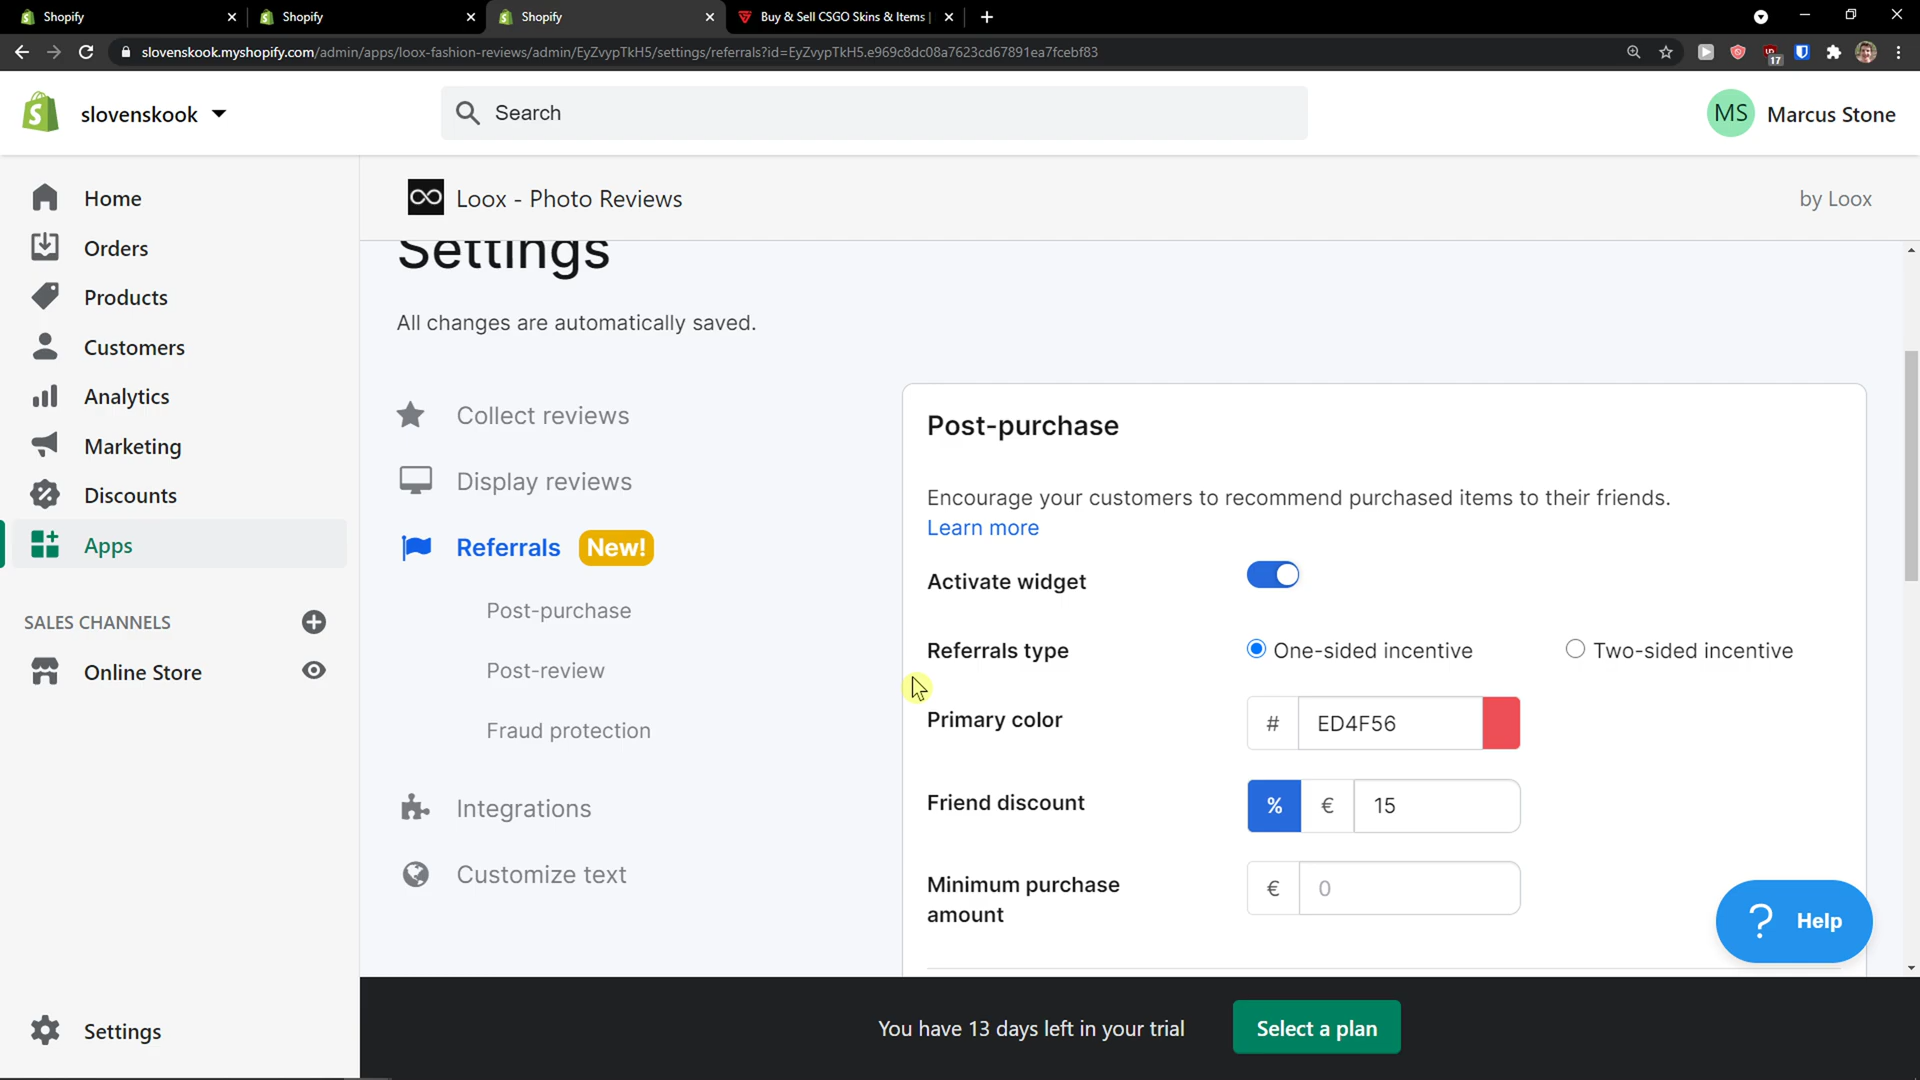 Shopify
Shopify
Shopify
Buy & Sell CSGO Skins & Items |
slovenskook.myshopify.com/admin/apps/loox-fashion-reviews/admin/EyZvypTkH5/settings/referrals?id=EyZvypTkH5.e969c8dc08a7623cd67891ea7fcebf83
17
slovenskook
Search
MS Marcus Stone
Home
Orders
Products
Customers
Analytics
Marketing
Discounts
Apps
SALES CHANNELS
Online Store
Settings
Loox - Photo Reviews
by Loox
Settings
All changes are automatically saved.
Collect reviews
Display reviews
Referrals New!
Post-purchase
Post-review
Fraud protection
Integrations
Customize text
Post-purchase
Encourage your customers to recommend purchased items to their friends.
Learn more
Activate widget
Referrals type One-sided incentive Two-sided incentive
Primary color # ED4F56
Friend discount % € 15
Minimum purchase
amount € 0
? Help
You have 13 days left in your trial Select a plan